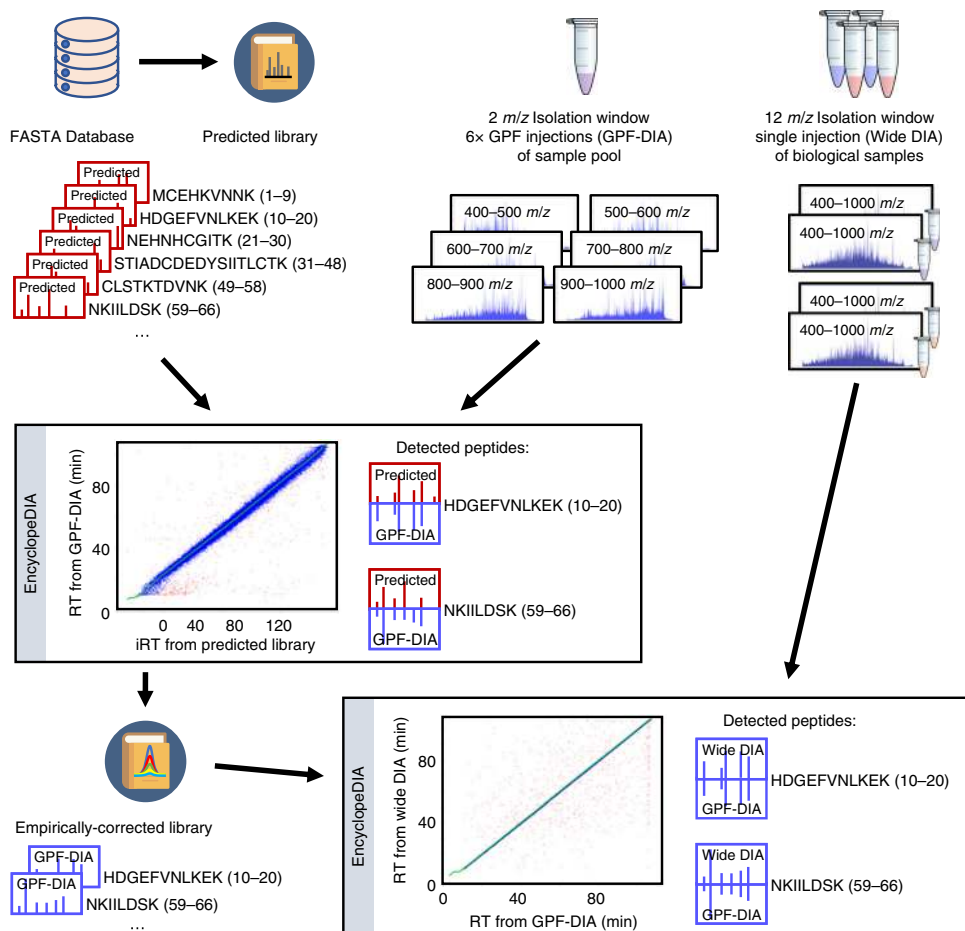 FASTA Database
Predicted library
2 m/z Isolation window
6× GPF injections (GPF-DIA)
of sample pool
12 m/z Isolation window
single injection (Wide DIA)
of biological samples
Predicted
MCEHKVNNK (1–9)
Predicted
HDGEFVNLKEK (10–20)
Predicted
NEHNHCGITK (21–30)
Predicted
STIADCDEDYSIITLCTK (31–48)
Predicted
CLSTKTDVNK (49–58)
Predicted
NKIILDSK (59–66)
...
400–500 m/z
500–600 m/z
600–700 m/z
700–800 m/z
800–900 m/z
900–1000 m/z
400–1000 m/z
400–1000 m/z
400–1000 m/z
400–1000 m/z
EncyclopeDIA
RT from GPF-DIA (min)
80
40
0
0 40 80 120
iRT from predicted library
Detected peptides:
Predicted
GPF-DIA
HDGEFVNLKEK (10–20)
Predicted
GPF-DIA
NKIILDSK (59–66)
Empirically-corrected library
GPF-DIA
HDGEFVNLKEK (10–20)
GPF-DIA
NKIILDSK (59–66)
...
EncyclopeDIA
RT from wide DIA (min)
80
40
0
40 80
RT from GPF-DIA (min)
Detected peptides:
Wide DIA
GPF-DIA
HDGEFVNLKEK (10–20)
Wide DIA
GPF-DIA
NKIILDSK (59–66)